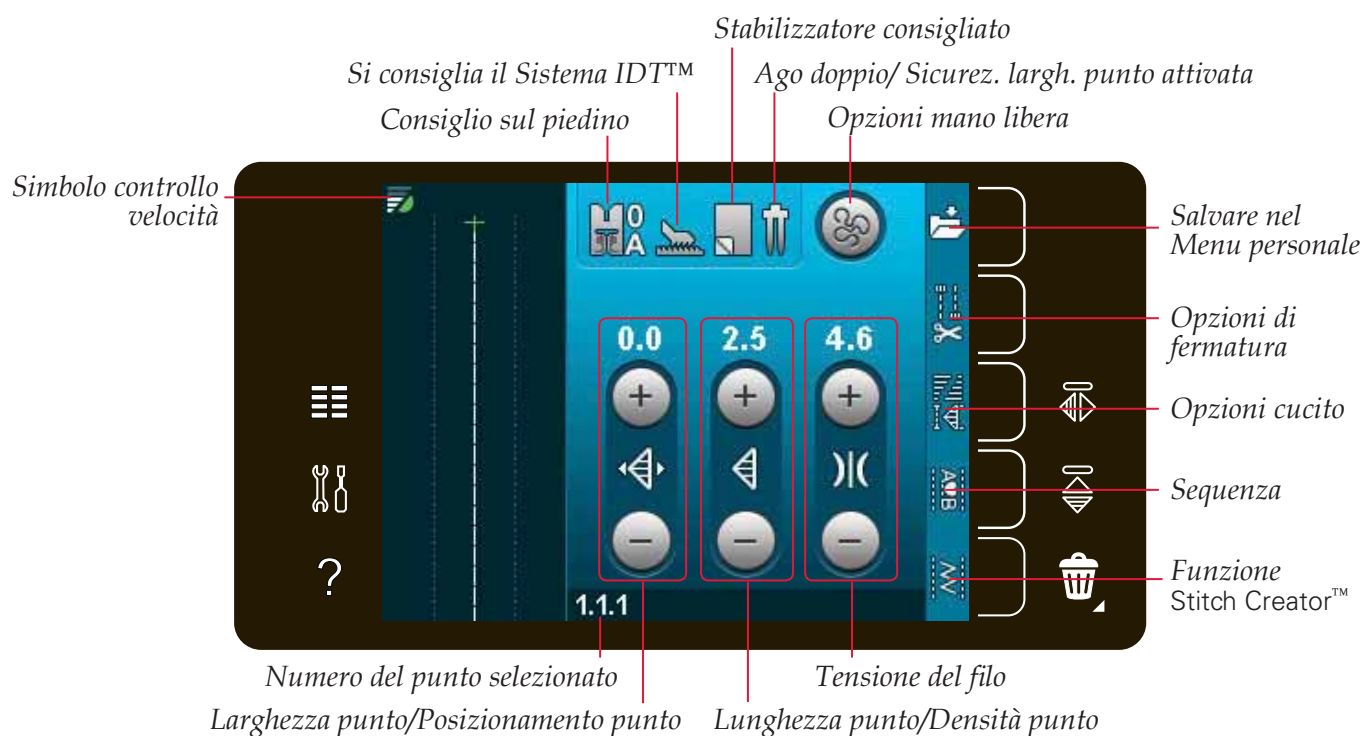 Stabilizzatore consigliato
Si consiglia il Sistema IDT™
Ago doppio/ Sicurez. largh. punto attivata
Consiglio sul piedino
Opzioni mano libera
Simbolo controllo
velocità
0
A
Salvare nel
Menu personale
Opzioni di
fermatura
0.0
2.5
4.6
Opzioni cucito
A B
Sequenza
?
Funzione
Stitch Creator™
1.1.1
Numero del punto selezionato
Tensione del filo
Larghezza punto/Posizionamento punto
Lunghezza punto/Densità punto